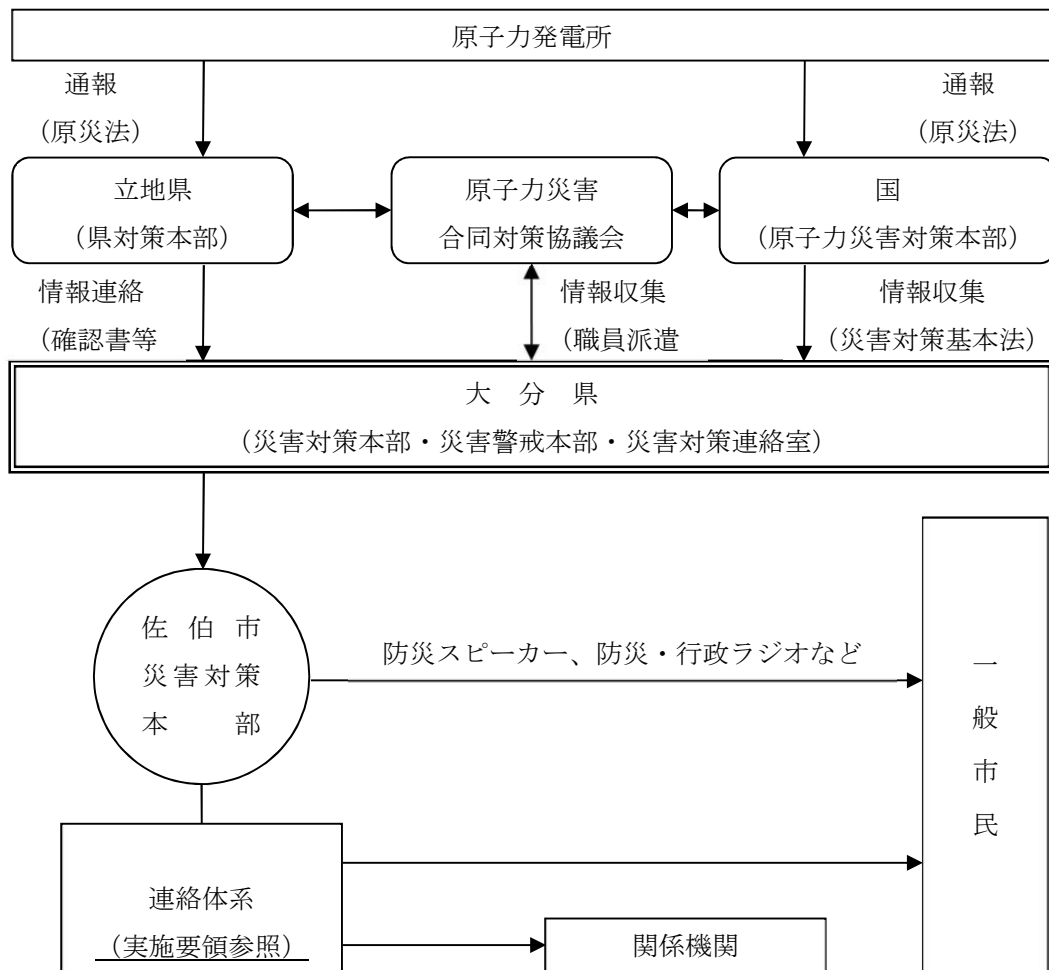 原子力発電所
通報
（原災法）
通報
（原災法）
立地県
（県対策本部）
原子力災害
合同対策協議会
国
（原子力災害対策本部）
情報連絡
（確認書等
情報収集
（職員派遣
情報収集
（災害対策基本法）
大　分　県
（災害対策本部・災害警戒本部・災害対策連絡室）
佐　伯　市
災害対策
本　　　部
防災スピーカー、防災・行政ラジオなど
一般市民
連絡体系
（実施要領参照）
関係機関